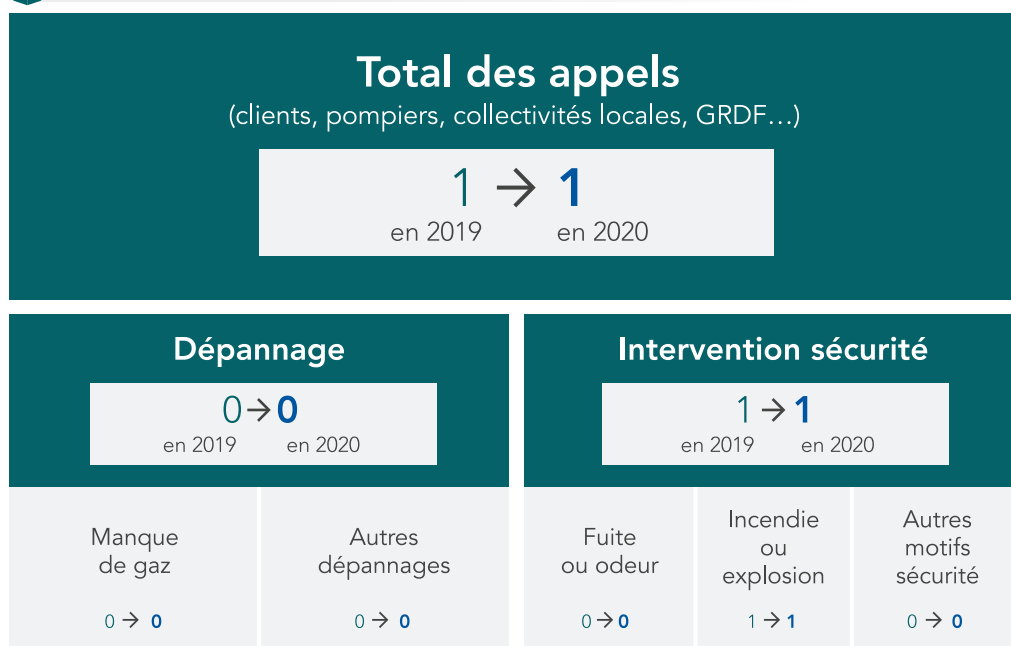 Total des appels
(clients, pompiers, collectivités locales, GRDF...)
1 → 1
en 2019 en 2020
Dépannage
0 → 0
en 2019 en 2020
Manque
de gaz
0 → 0
Autres
dépannages
0 → 0
Intervention sécurité
1 → 1
en 2019 en 2020
Fuite
ou odeur
0 → 0
Incendie
ou
explosion
1 → 1
Autres
motifs
sécurité
0 → 0